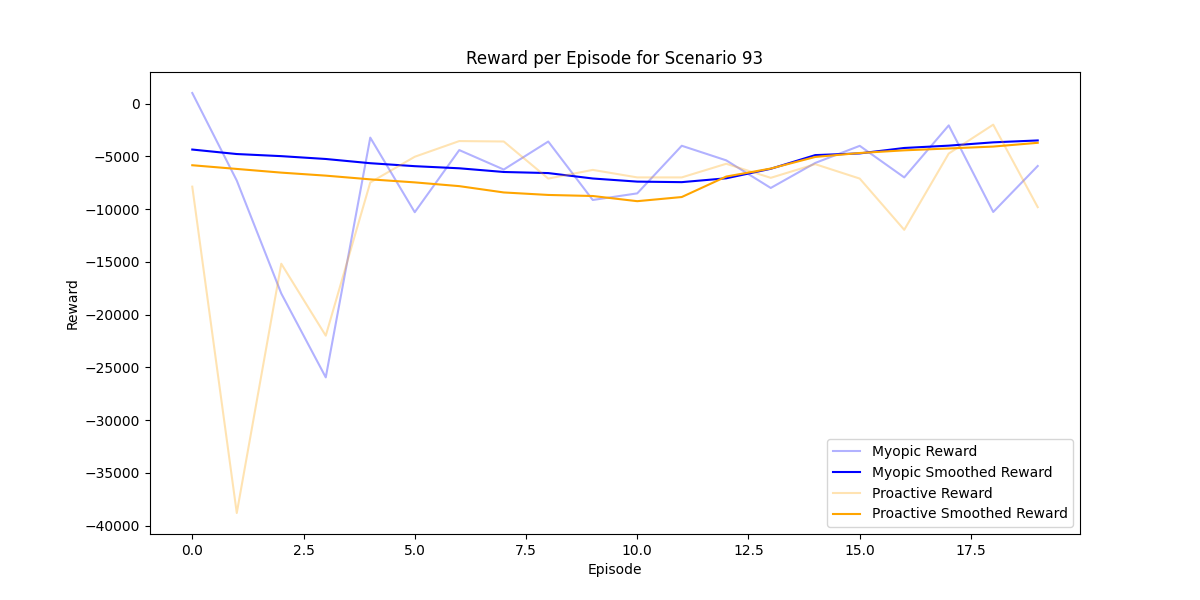 Reward per Episode for Scenario 93
0
−5000
−10000
−15000
−20000
−25000
−30000
−35000
−40000
Reward
Myopic Reward
Myopic Smoothed Reward
Proactive Reward
Proactive Smoothed Reward
0.0 2.5 5.0 7.5 10.0 12.5 15.0 17.5
Episode